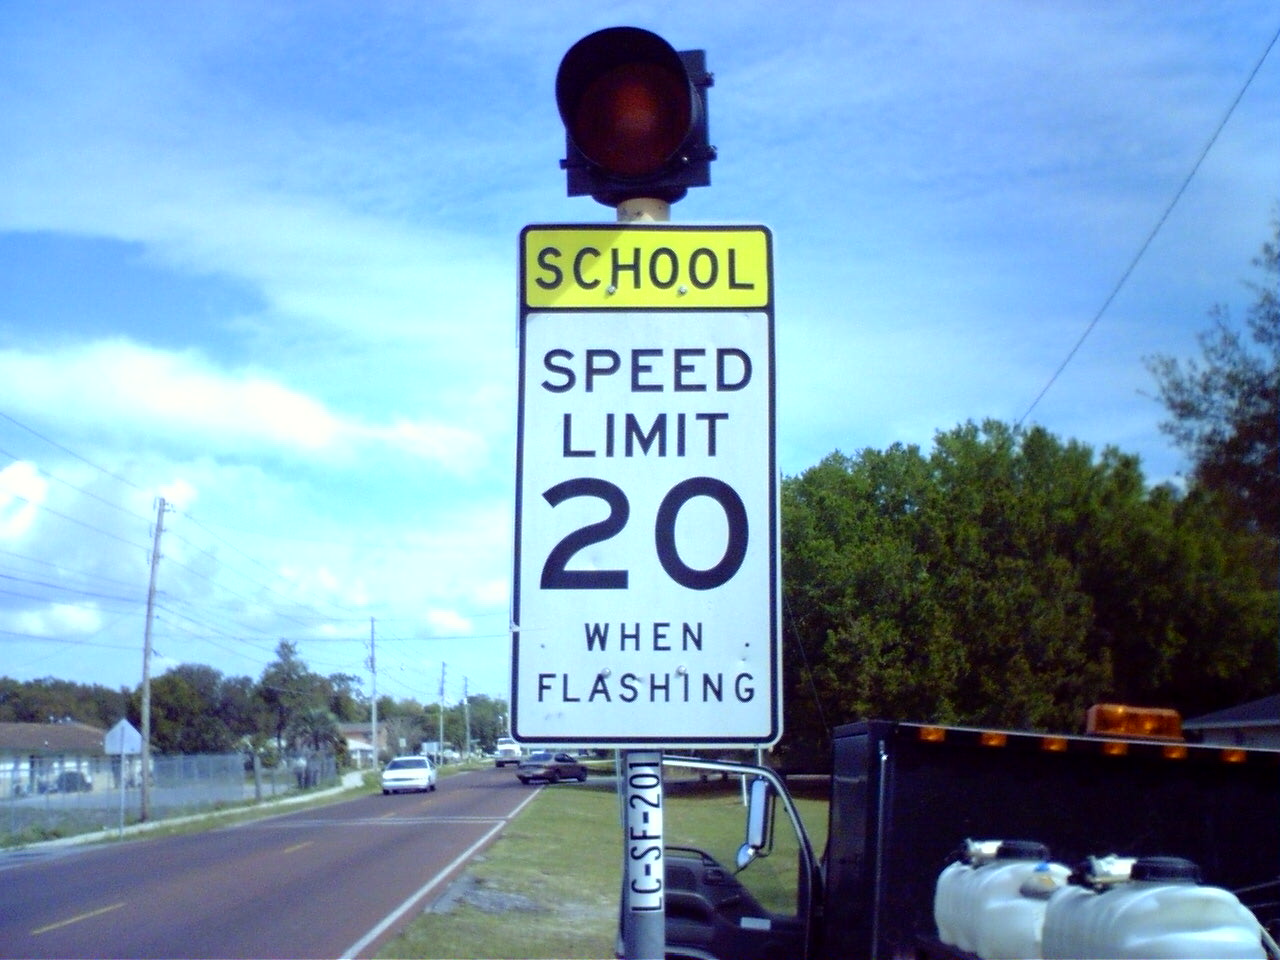 SCHOOL
SPEED
LIMIT
20
WHEN
FLASHING
LC-SF-201